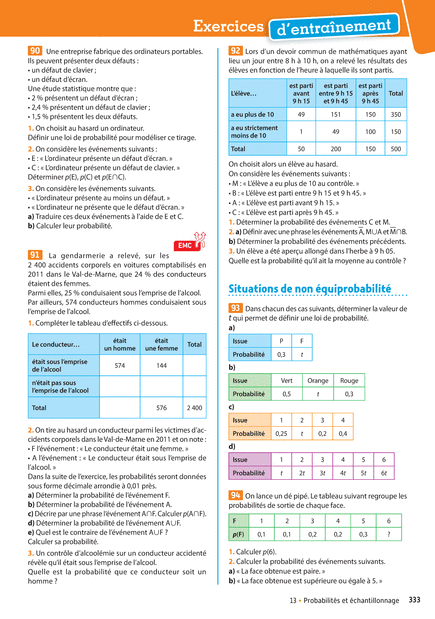 Exercices d'entraînement
90 Une entreprise fabrique des ordinateurs portables.
Ils peuvent présenter deux défauts :
• un défaut de clavier ;
• un défaut d'écran.
Une étude statistique montre que :
• 2 % présentent un défaut d'écran ;
• 2,4 % présentent un défaut de clavier ;
• 1,5 % présentent les deux défauts.
1. On choisit au hasard un ordinateur.
Définir une loi de probabilité pour modéliser ce tirage.
2. On considère les événements suivants :
• E : « L'ordinateur présente un défaut d'écran. »
• C : « L'ordinateur présente un défaut de clavier. »
Déterminer p(E), p(C) et p(E∩C).
3. On considère les événements suivants.
• « L'ordinateur présente au moins un défaut. »
• « L'ordinateur ne présente que le défaut d'écran. »
a) Traduire ces deux événements à l'aide de E et C.
b) Calculer leur probabilité.
EMC
91 La gendarmerie a relevé, sur les
2 400 accidents corporels en voitures comptabilisés en
2011 dans le Val-de-Marne, que 24 % des conducteurs
étaient des femmes.
Parmi elles, 25 % conduisaient sous l'emprise de l'alcool.
Par ailleurs, 574 conducteurs hommes conduisaient sous
l'emprise de l'alcool.
1. Compléter le tableau d'effectifs ci-dessous.
Le conducteur… était un homme était une femme Total
était sous l'emprise de l'alcool 574 144
n'était pas sous l'emprise de l'alcool
Total 576 2 400
2. On tire au hasard un conducteur parmi les victimes d'ac-
cidents corporels dans le Val-de-Marne en 2011 et on note :
• F l'événement : « Le conducteur était une femme. »
• A l'événement : « Le conducteur était sous l'emprise de
l'alcool. »
Dans la suite de l'exercice, les probabilités seront données
sous forme décimale arrondie à 0,01 près.
a) Déterminer la probabilité de l'événement F.
b) Déterminer la probabilité de l'événement A.
c) Décrire par une phrase l'événement A∩F. Calculer p(A∩F).
d) Déterminer la probabilité de l'événement A∪F.
e) Quel est le contraire de l'événement A∪F ?
Calculer sa probabilité.
3. Un contrôle d'alcoolémie sur un conducteur accidenté
révèle qu'il était sous l'emprise de l'alcool.
Quelle est la probabilité que ce conducteur soit un
homme ?
92 Lors d'un devoir commun de mathématiques ayant
lieu un jour entre 8 h à 10 h, on a relevé les résultats des
élèves en fonction de l'heure à laquelle ils sont partis.
L'élève… est parti avant 9 h 15 est parti entre 9 h 15 et 9 h 45 est parti après 9 h 45 Total
a eu plus de 10 49 151 150 350
a eu strictement moins de 10 1 49 100 150
Total 50 200 150 500
On choisit alors un élève au hasard.
On considère les événements suivants :
• M : « L'élève a eu plus de 10 au contrôle. »
• B : « L'élève est parti entre 9 h 15 et 9 h 45. »
• A : « L'élève est parti avant 9 h 15. »
• C : « L'élève est parti après 9 h 45. »
1. Déterminer la probabilité des événements C et M.
2. a) Définir avec une phrase les événements A̅, M∪A et M̅∩B.
b) Déterminer la probabilité des événements précédents.
3. Un élève a été aperçu allongé dans l'herbe à 9 h 05.
Quelle est la probabilité qu'il ait la moyenne au contrôle ?
Situations de non équiprobabilité
93 Dans chacun des cas suivants, déterminer la valeur de
t qui permet de définir une loi de probabilité.
a)
Issue P F
Probabilité 0,3 t
b)
Issue Vert Orange Rouge
Probabilité 0,5 t 0,3
c)
Issue 1 2 3 4
Probabilité 0,25 t 0,2 0,4
d)
Issue 1 2 3 4 5 6
Probabilité t 2t 3t 4t 5t 6t
94 On lance un dé pipé. Le tableau suivant regroupe les
probabilités de sortie de chaque face.
F 1 2 3 4 5 6
p(F) 0,1 0,1 0,2 0,2 0,3 ?
1. Calculer p(6).
2. Calculer la probabilité des événements suivants.
a) « La face obtenue est paire. »
b) « La face obtenue est supérieure ou égale à 5. »
13 • Probabilités et échantillonnage 333